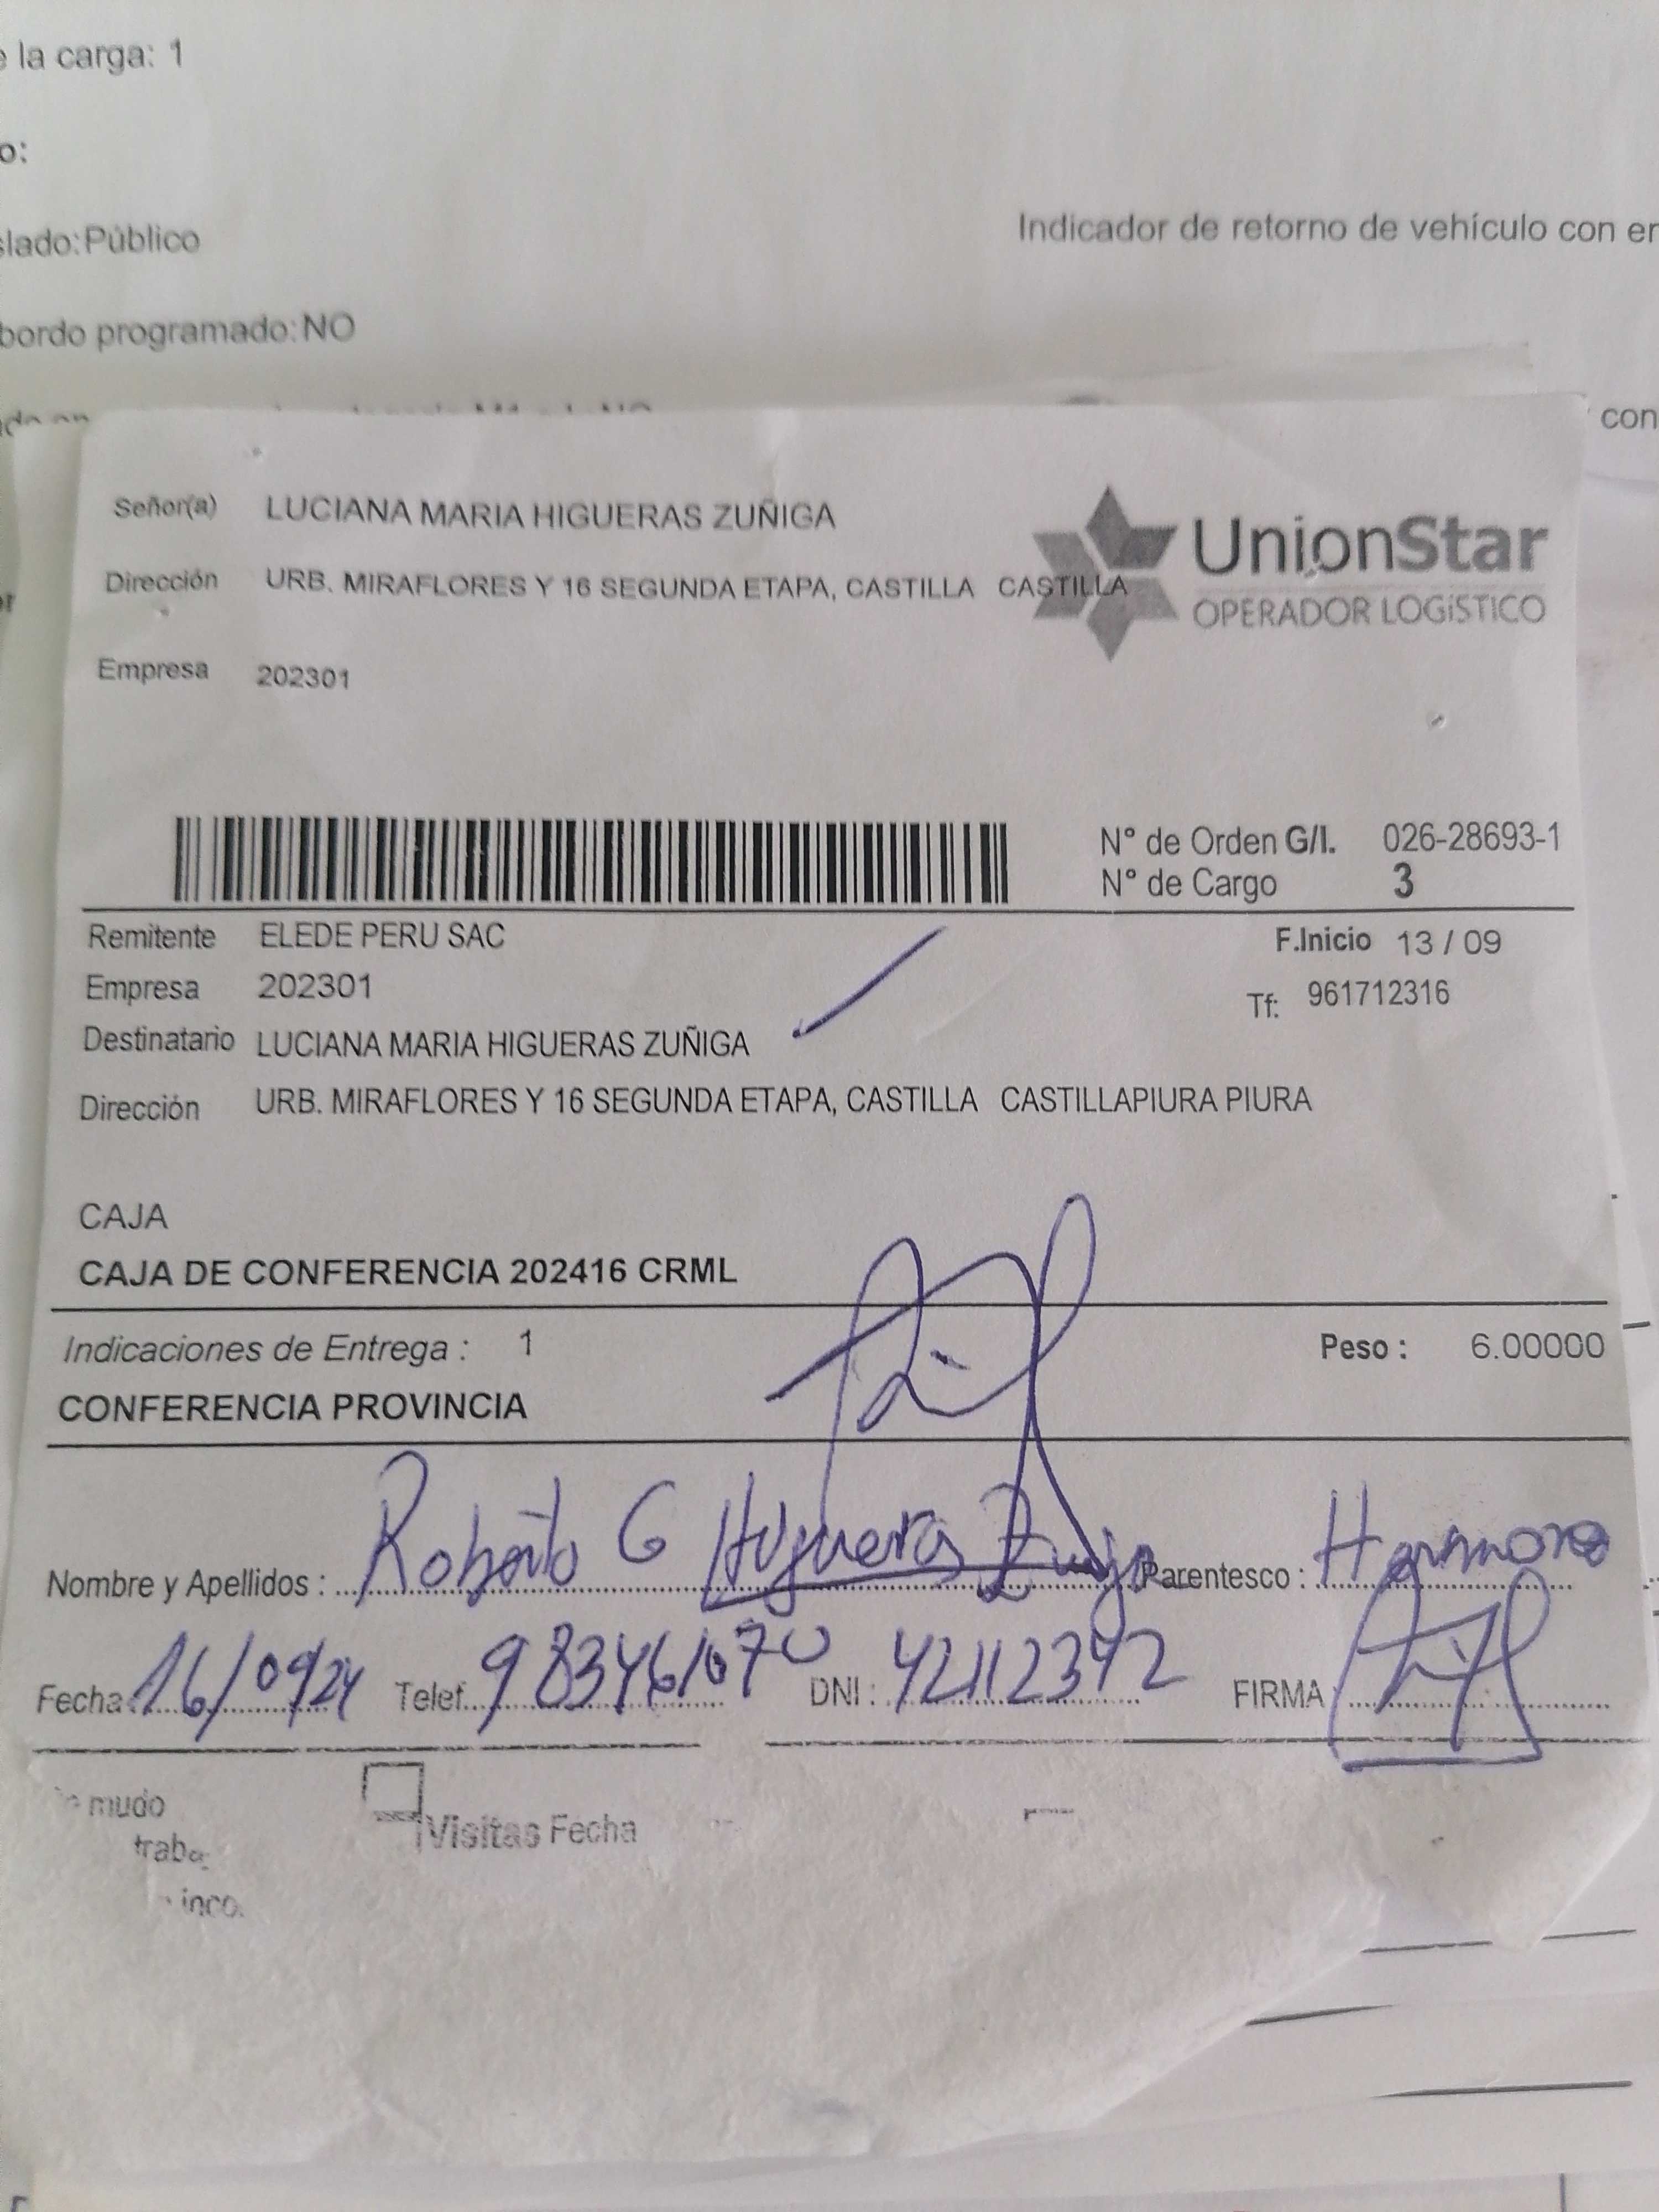 la carga: 1
o:
slado:Público
Indicador de retorno de vehículo con en
bordo programado:NO
con
Señor(a) LUCIANA MARIA HIGUERAS ZUÑIGA
Dirección URB. MIRAFLORES Y 16 SEGUNDA ETAPA, CASTILLA CASTILLA
UnionStar
OPERADOR LOGÍSTICO
Empresa 202301
N° de Orden G/I. 026-28693-1
N° de Cargo 3
Remitente ELEDE PERU SAC
F.Inicio 13 / 09
Empresa 202301
Tf: 961712316
Destinatario LUCIANA MARIA HIGUERAS ZUÑIGA
Dirección URB. MIRAFLORES Y 16 SEGUNDA ETAPA, CASTILLA CASTILLAPIURA PIURA
CAJA
CAJA DE CONFERENCIA 202416 CRML
Indicaciones de Entrega : 1 Peso : 6.00000
CONFERENCIA PROVINCIA
Nombre y Apellidos : Roberto G Higueras Parentesco : Hermano
Fecha 16/09/24 Telef. 983461070 DNI : 42112392 FIRMA
mudo
Visitas Fecha
traba
inco.